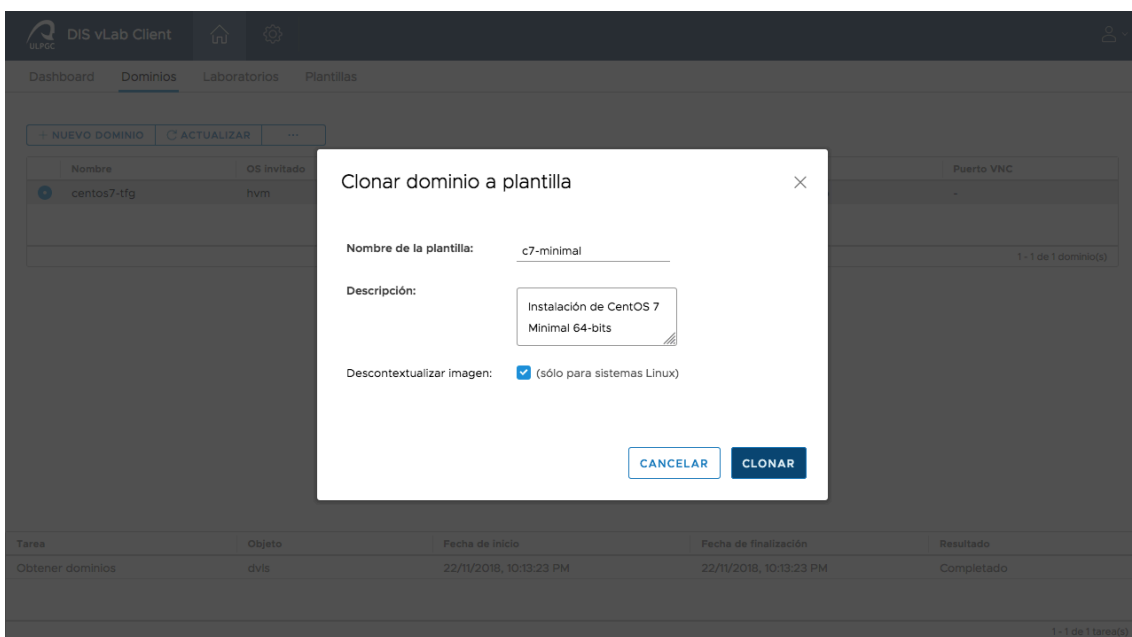 ULPGC
DIS vLab Client
Dashboard Dominios Laboratorios Plantillas
+ NUEVO DOMINIO ACTUALIZAR ...
Nombre OS invitado Puerto VNC
centos7-tfg hvm -
1 - 1 de 1 dominio(s)
Clonar dominio a plantilla
Nombre de la plantilla: c7-minimal
Descripción: Instalación de CentOS 7
Minimal 64-bits
Descontextualizar imagen: (sólo para sistemas Linux)
CANCELAR CLONAR
Tarea Objeto Fecha de inicio Fecha de finalización Resultado
Obtener dominios dvls 22/11/2018, 10:13:23 PM 22/11/2018, 10:13:23 PM Completado
1 - 1 de 1 tarea(s)